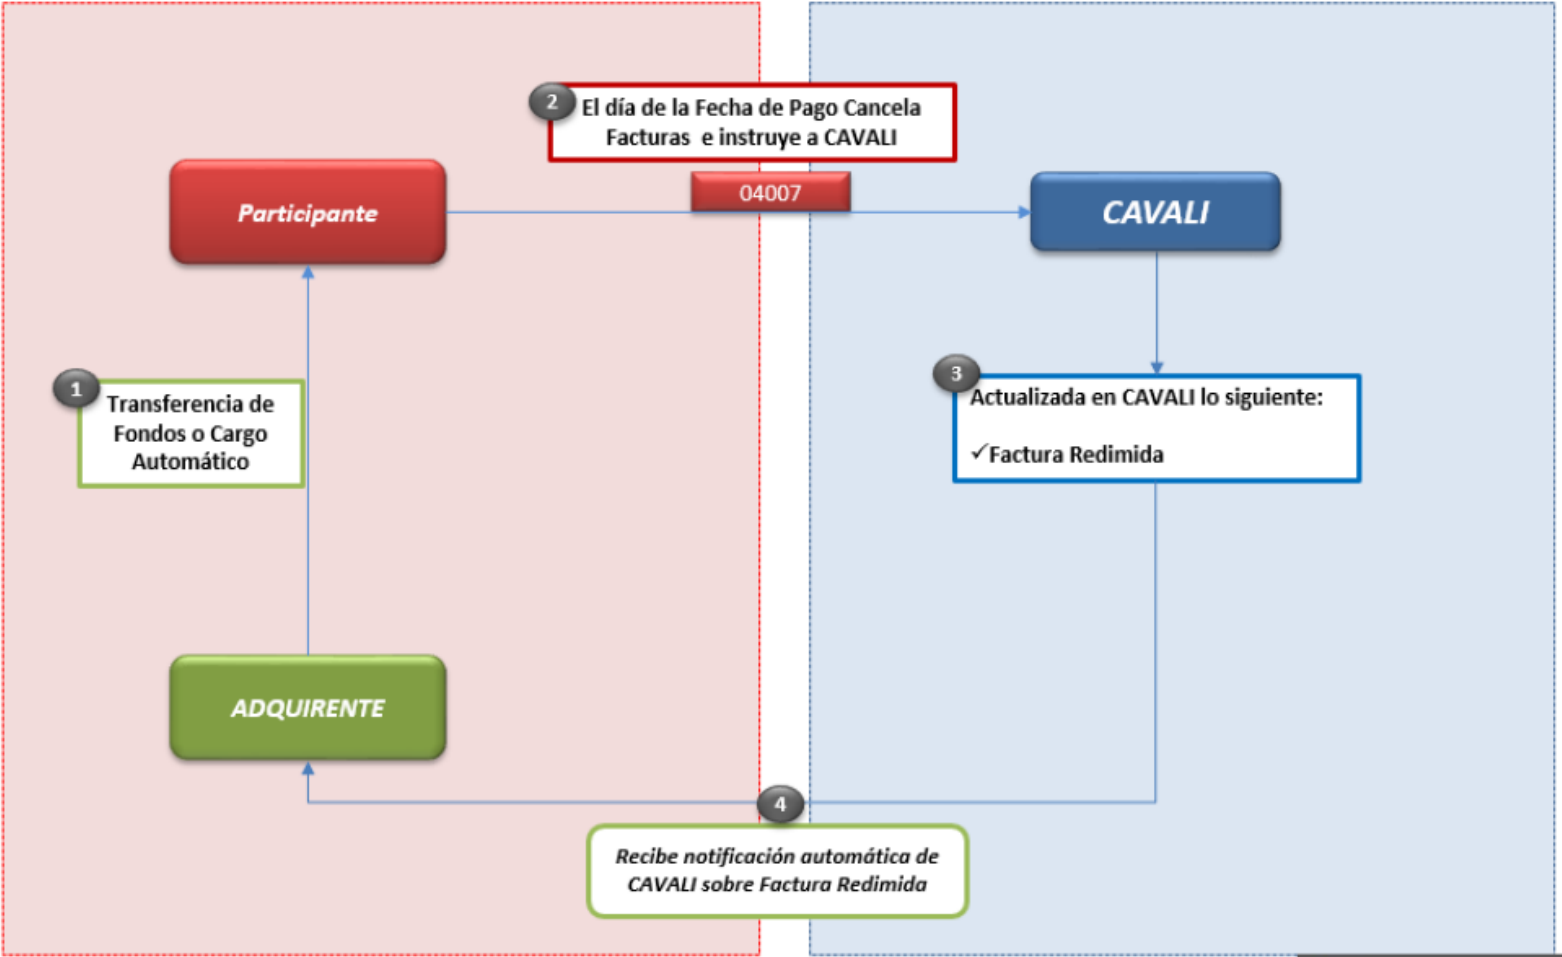 2
El día de la Fecha de Pago Cancela
Facturas e instruye a CAVALI
04007
Participante
CAVALI
1
Transferencia de
Fondos o Cargo
Automático
3
Actualizada en CAVALI lo siguiente:
✓Factura Redimida
ADQUIRENTE
4
Recibe notificación automática de
CAVALI sobre Factura Redimida